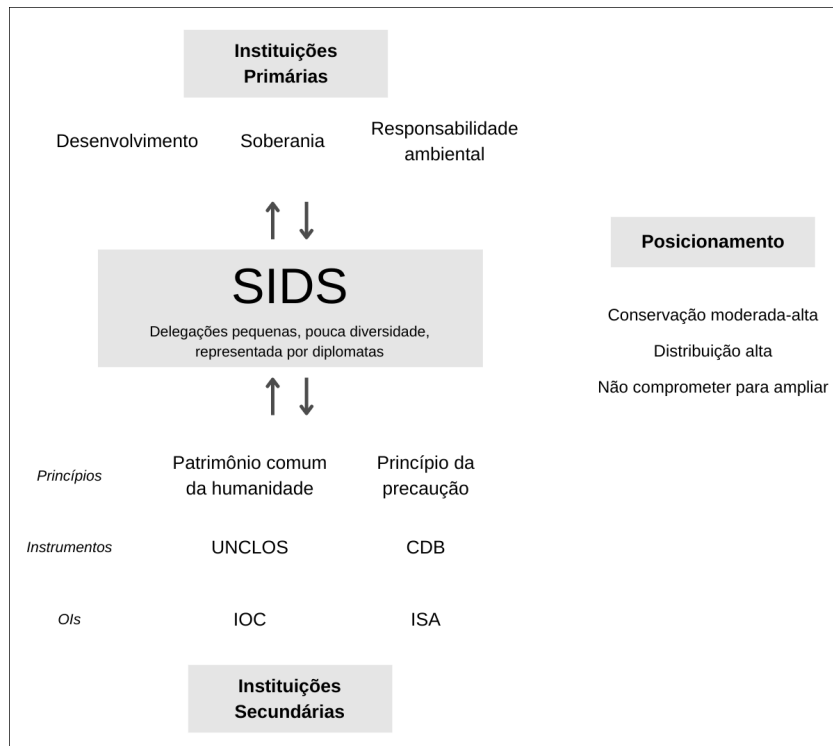 Instituições
Primárias
Desenvolvimento
Soberania
Responsabilidade
ambiental
SIDS
Delegações pequenas, pouca diversidade,
representada por diplomatas
Posicionamento
Conservação moderada-alta
Distribuição alta
Não comprometer para ampliar
Princípios
Patrimônio comum
da humanidade
Princípio da
precaução
Instrumentos
UNCLOS
CDB
OIs
IOC
ISA
Instituições
Secundárias